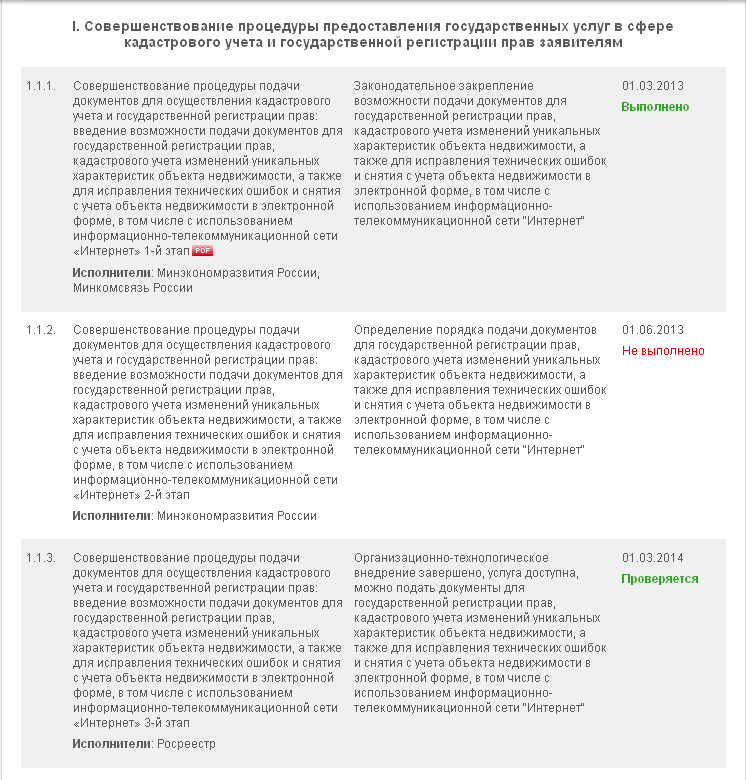 I. Совершенствование процедуры предоставления государственных услуг в сфере
кадастрового учета и государственной регистрации прав заявителям
1.1.1.
Совершенствование процедуры подачи
документов для осуществления кадастрового
учета и государственной регистрации прав:
введение возможности подачи документов для
государственной регистрации прав,
кадастрового учета изменений уникальных
характеристик объекта недвижимости, а также
для исправления технических ошибок и снятия
с учета объекта недвижимости в электронной
форме, в том числе с использованием
информационно-телекоммуникационной сети
«Интернет» 1-й этап PDF
Исполнители: Минэкономразвития России,
Минкомсвязь России
Законодательное закрепление
возможности подачи документов для
государственной регистрации прав,
кадастрового учета изменений уникальных
характеристик объекта недвижимости, а
также для исправления технических ошибок
и снятия с учета объекта недвижимости в
электронной форме, в том числе с
использованием информационно-
телекоммуникационной сети "Интернет"
01.03.2013
Выполнено
1.1.2.
Совершенствование процедуры подачи
документов для осуществления кадастрового
учета и государственной регистрации прав:
введение возможности подачи документов для
государственной регистрации прав,
кадастрового учета изменений уникальных
характеристик объекта недвижимости, а также
для исправления технических ошибок и снятия
с учета объекта недвижимости в электронной
форме, в том числе с использованием
информационно-телекоммуникационной сети
«Интернет» 2-й этап
Исполнители: Минэкономразвития России
Определение порядка подачи документов
для государственной регистрации прав,
кадастрового учета изменений уникальных
характеристик объекта недвижимости, а
также для исправления технических ошибок
и снятия с учета объекта недвижимости в
электронной форме, в том числе с
использованием информационно-
телекоммуникационной сети "Интернет"
01.06.2013
Не выполнено
1.1.3.
Совершенствование процедуры подачи
документов для осуществления кадастрового
учета и государственной регистрации прав:
введение возможности подачи документов для
государственной регистрации прав,
кадастрового учета изменений уникальных
характеристик объекта недвижимости, а также
для исправления технических ошибок и снятия
с учета объекта недвижимости в электронной
форме, в том числе с использованием
информационно-телекоммуникационной сети
«Интернет» 3-й этап
Исполнители: Росреестр
Организационно-технологическое
внедрение завершено, услуга доступна,
можно подать документы для
государственной регистрации прав,
кадастрового учета изменений уникальных
характеристик объекта недвижимости, а
также для исправления технических ошибок
и снятия с учета объекта недвижимости в
электронной форме, в том числе с
использованием информационно-
телекоммуникационной сети "Интернет"
01.03.2014
Проверяется